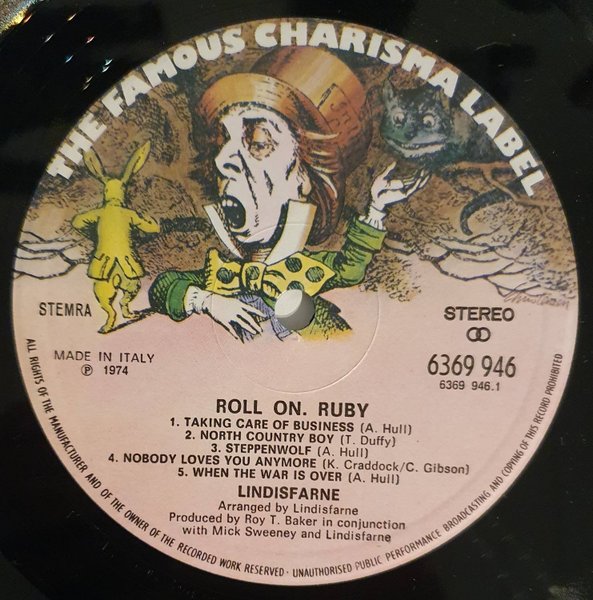 THE FAMOUS CHARISMA LABEL
STEMRA
STEREO
MADE IN ITALY
℗ 1974
6369 946
6369 946.1
ROLL ON. RUBY
1. TAKING CARE OF BUSINESS (A. Hull)
2. NORTH COUNTRY BOY (T. Duffy)
3. STEPPENWOLF (A. Hull)
4. NOBODY LOVES YOU ANYMORE (K. Craddock/C. Gibson)
5. WHEN THE WAR IS OVER (A. Hull)
LINDISFARNE
Arranged by Lindisfarne
Produced by Roy T. Baker in conjunction
with Mick Sweeney and Lindisfarne
ALL RIGHTS OF THE MANUFACTURER AND OF THE OWNER OF THE RECORDED WORK RESERVED · UNAUTHORISED PUBLIC PERFORMANCE BROADCASTING AND COPYING OF THIS RECORD PROHIBITED